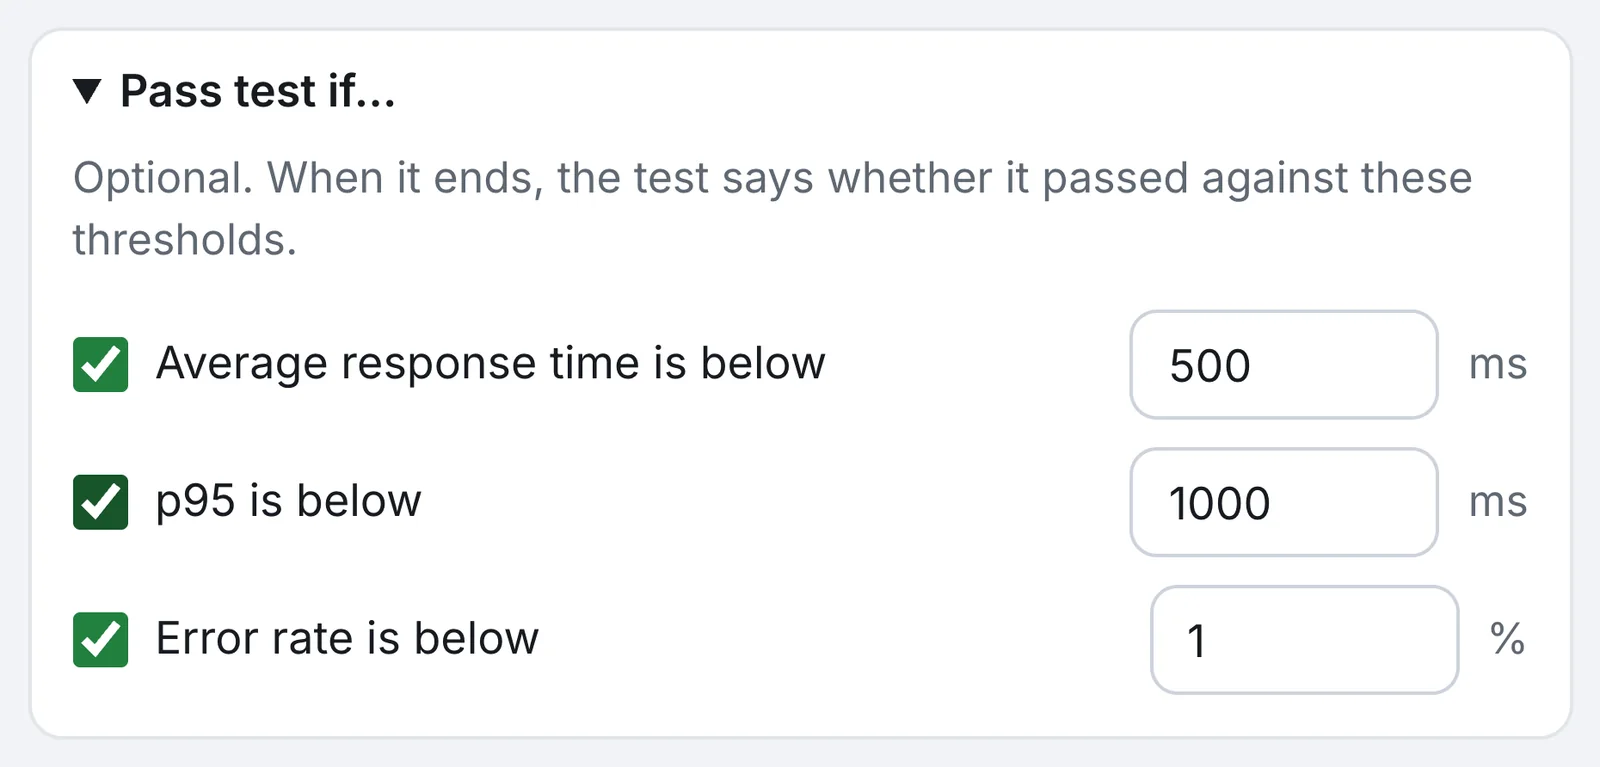 Pass test if...
Optional. When it ends, the test says whether it passed against these
thresholds.
Average response time is below 500 ms
p95 is below 1000 ms
Error rate is below 1 %